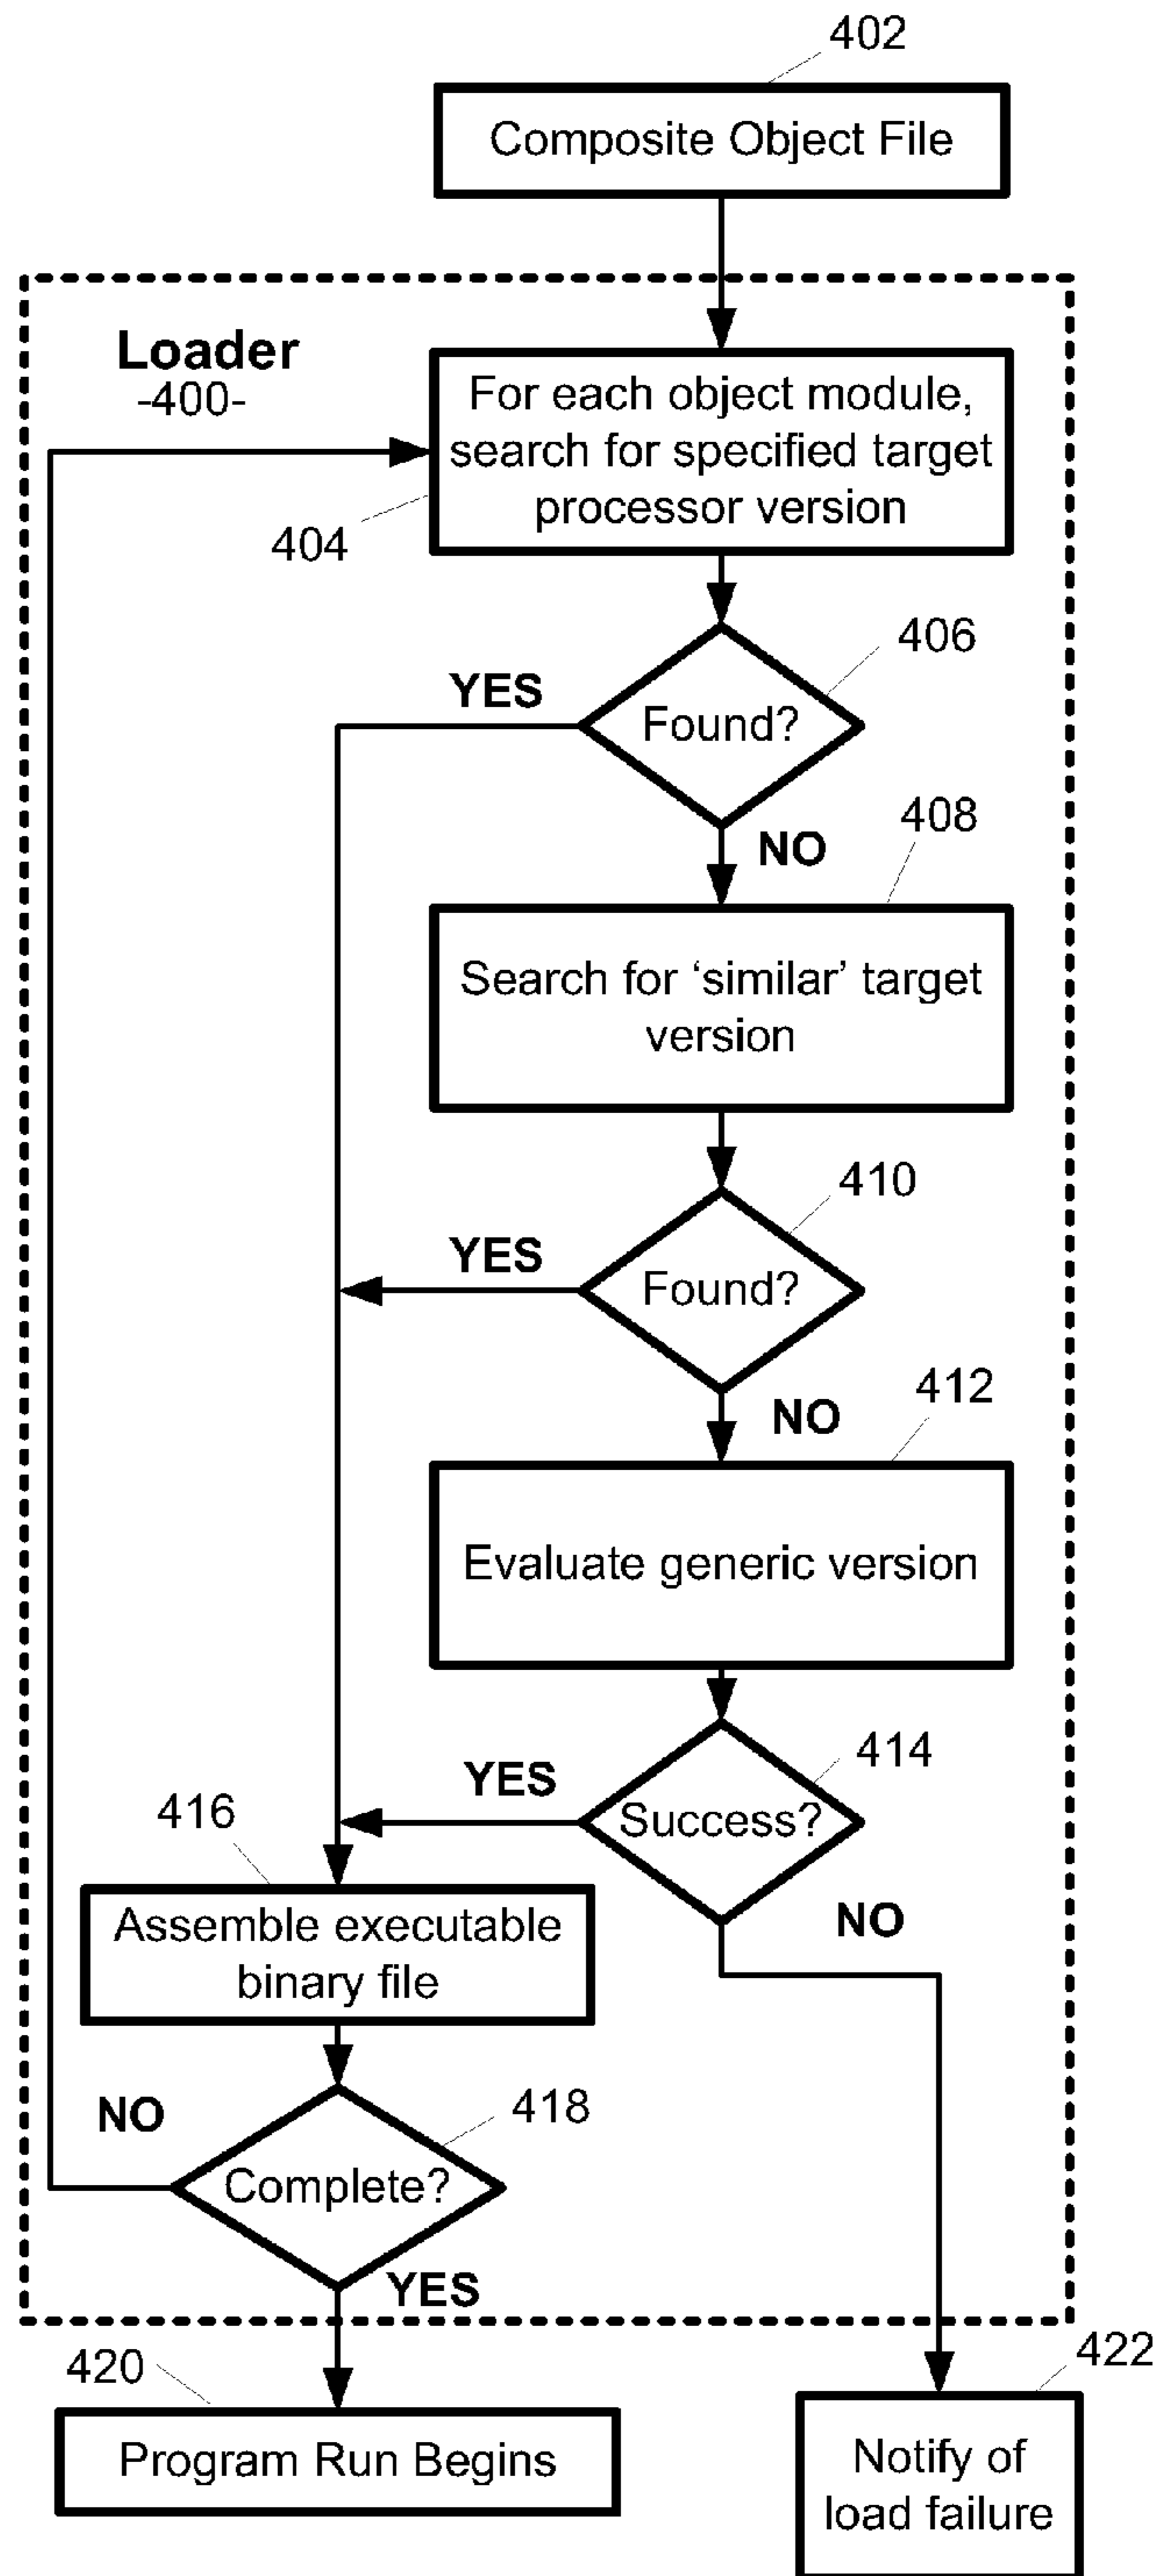 402
Composite Object File
Loader
-400-
For each object module,
search for specified target
processor version
404
406
YES
Found?
NO
408
Search for ‘similar’ target
version
410
YES
Found?
NO
412
Evaluate generic version
414
YES
Success?
NO
416
Assemble executable
binary file
NO
418
Complete?
YES
420
Program Run Begins
422
Notify of
load failure